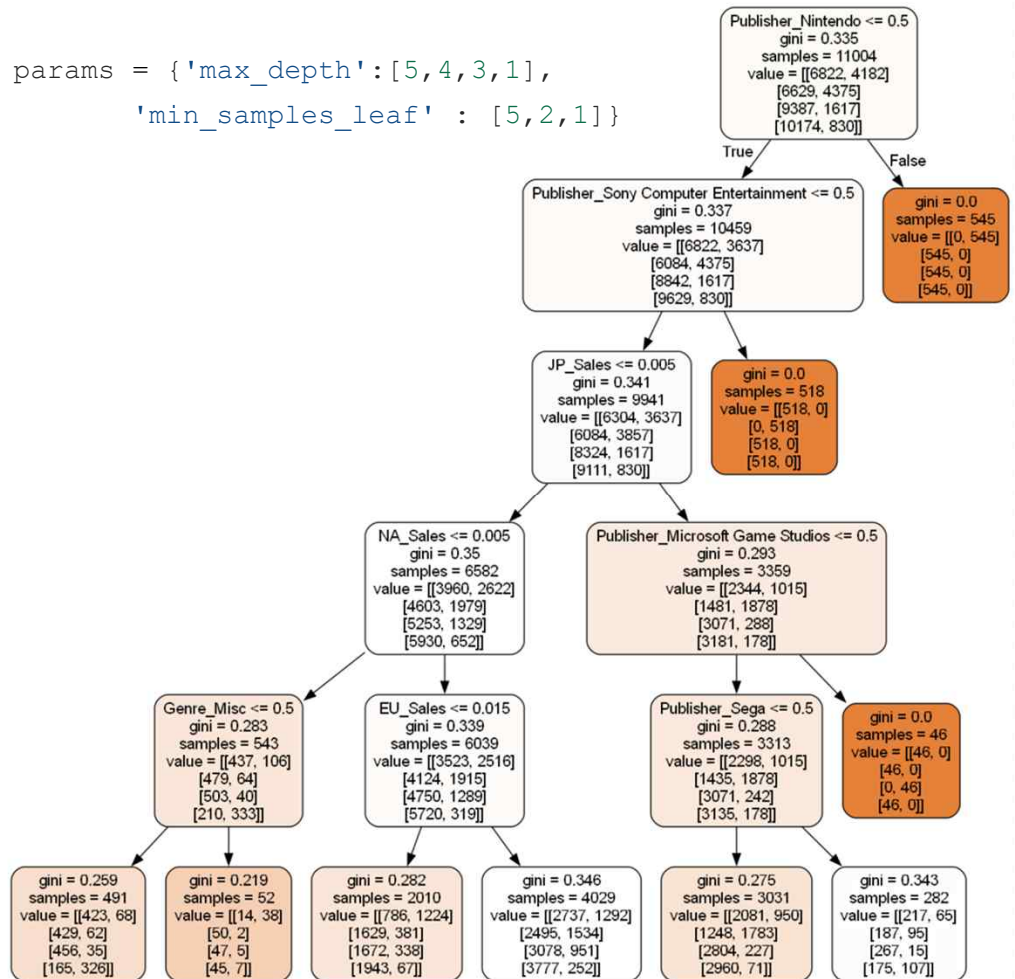 params = {'max_depth':[5,4,3,1],
'min_samples_leaf' : [5,2,1]}
Publisher_Nintendo <= 0.5
gini = 0.335
samples = 11004
value = [[6822, 4182]
[6629, 4375]
[9387, 1617]
[10174, 830]]
True
False
Publisher_Sony Computer Entertainment <= 0.5
gini = 0.337
samples = 10459
value = [[6822, 3637]
[6084, 4375]
[8842, 1617]
[9629, 830]]
gini = 0.0
samples = 545
value = [[0, 545]
[545, 0]
[545, 0]
[545, 0]]
JP_Sales <= 0.005
gini = 0.341
samples = 9941
value = [[6304, 3637]
[6084, 3857]
[8324, 1617]
[9111, 830]]
gini = 0.0
samples = 518
value = [[518, 0]
[0, 518]
[518, 0]
[518, 0]]
NA_Sales <= 0.005
gini = 0.35
samples = 6582
value = [[3960, 2622]
[4603, 1979]
[5253, 1329]
[5930, 652]]
Publisher_Microsoft Game Studios <= 0.5
gini = 0.293
samples = 3359
value = [[2344, 1015]
[1481, 1878]
[3071, 288]
[3181, 178]]
Genre_Misc <= 0.5
gini = 0.283
samples = 543
value = [[437, 106]
[479, 64]
[503, 40]
[210, 333]]
EU_Sales <= 0.015
gini = 0.339
samples = 6039
value = [[3523, 2516]
[4124, 1915]
[4750, 1289]
[5720, 319]]
Publisher_Sega <= 0.5
gini = 0.288
samples = 3313
value = [[2298, 1015]
[1435, 1878]
[3071, 242]
[3135, 178]]
gini = 0.0
samples = 46
value = [[46, 0]
[46, 0]
[0, 46]
[46, 0]]
gini = 0.259
samples = 491
value = [[423, 68]
[429, 62]
[456, 35]
[165, 326]]
gini = 0.219
samples = 52
value = [[14, 38]
[50, 2]
[47, 5]
[45, 7]]
gini = 0.282
samples = 2010
value = [[786, 1224]
[1629, 381]
[1672, 338]
[1943, 67]]
gini = 0.346
samples = 4029
value = [[2737, 1292]
[2495, 1534]
[3078, 951]
[3777, 252]]
gini = 0.275
samples = 3031
value = [[2081, 950]
[1248, 1783]
[2804, 227]
[2960, 71]]
gini = 0.343
samples = 282
value = [[217, 65]
[187, 95]
[267, 15]
[175, 107]]